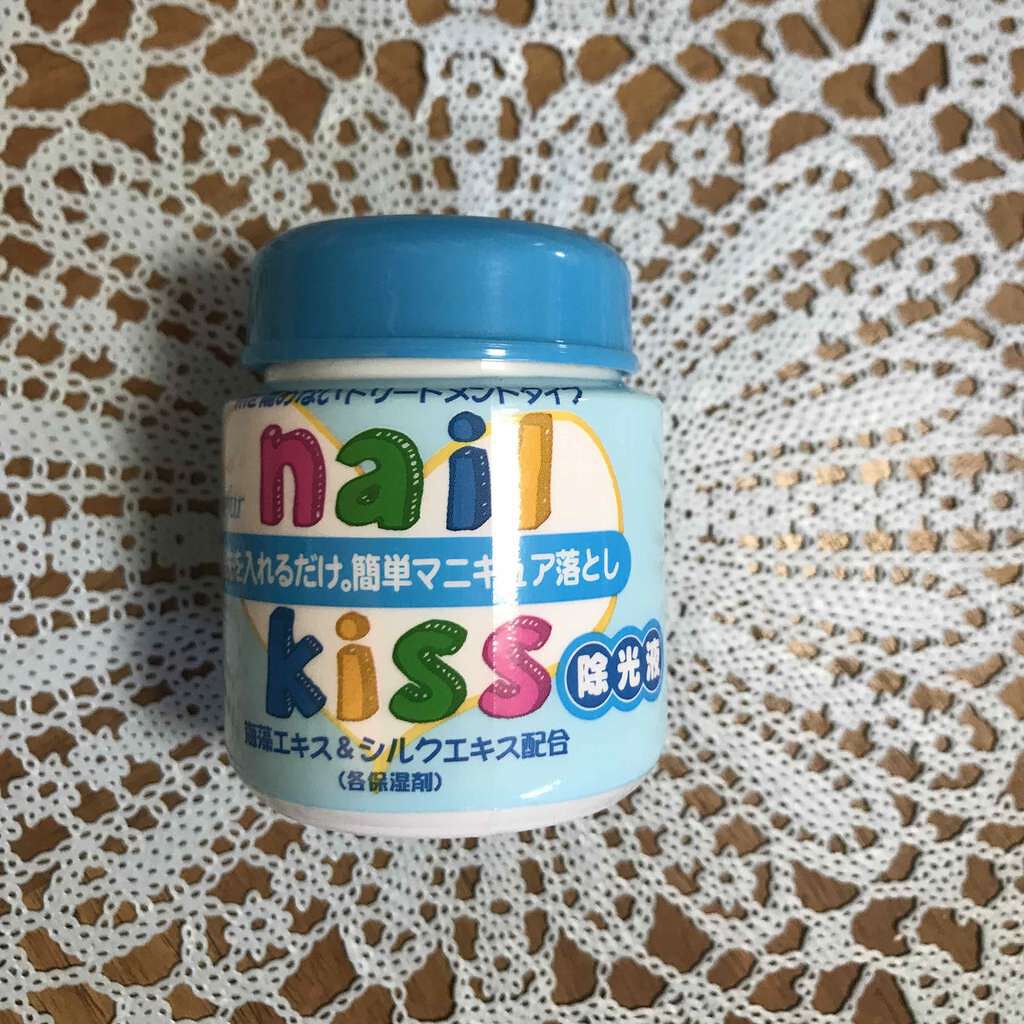 トリートメントタイプ
nail
を入れるだけ。簡単マニキュア落とし
kiss
除光液
海藻エキス&シルクエキス配合
(各保湿剤)